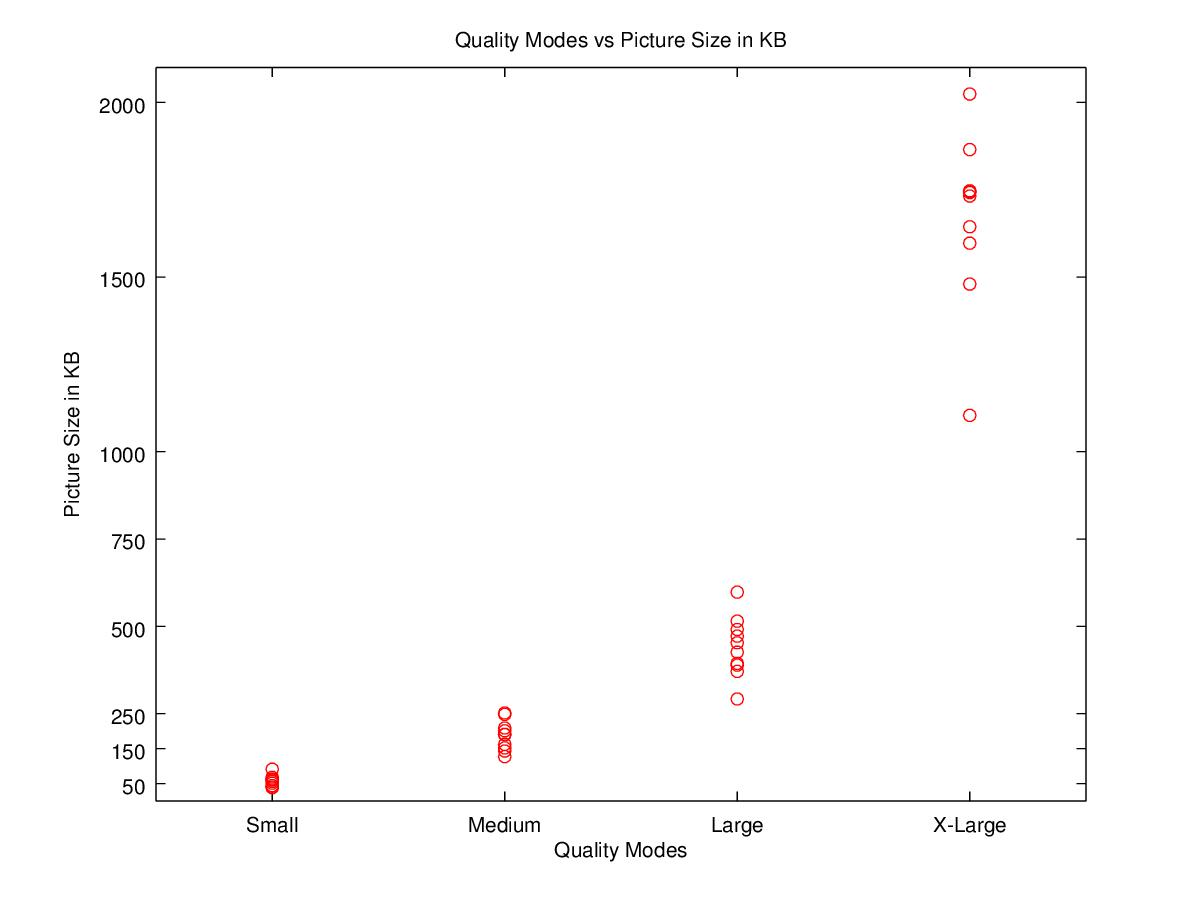 Quality Modes vs Picture Size in KB
Picture Size in KB
2000
1500
1000
750
500
250
150
50
Small Medium Large X-Large
Quality Modes